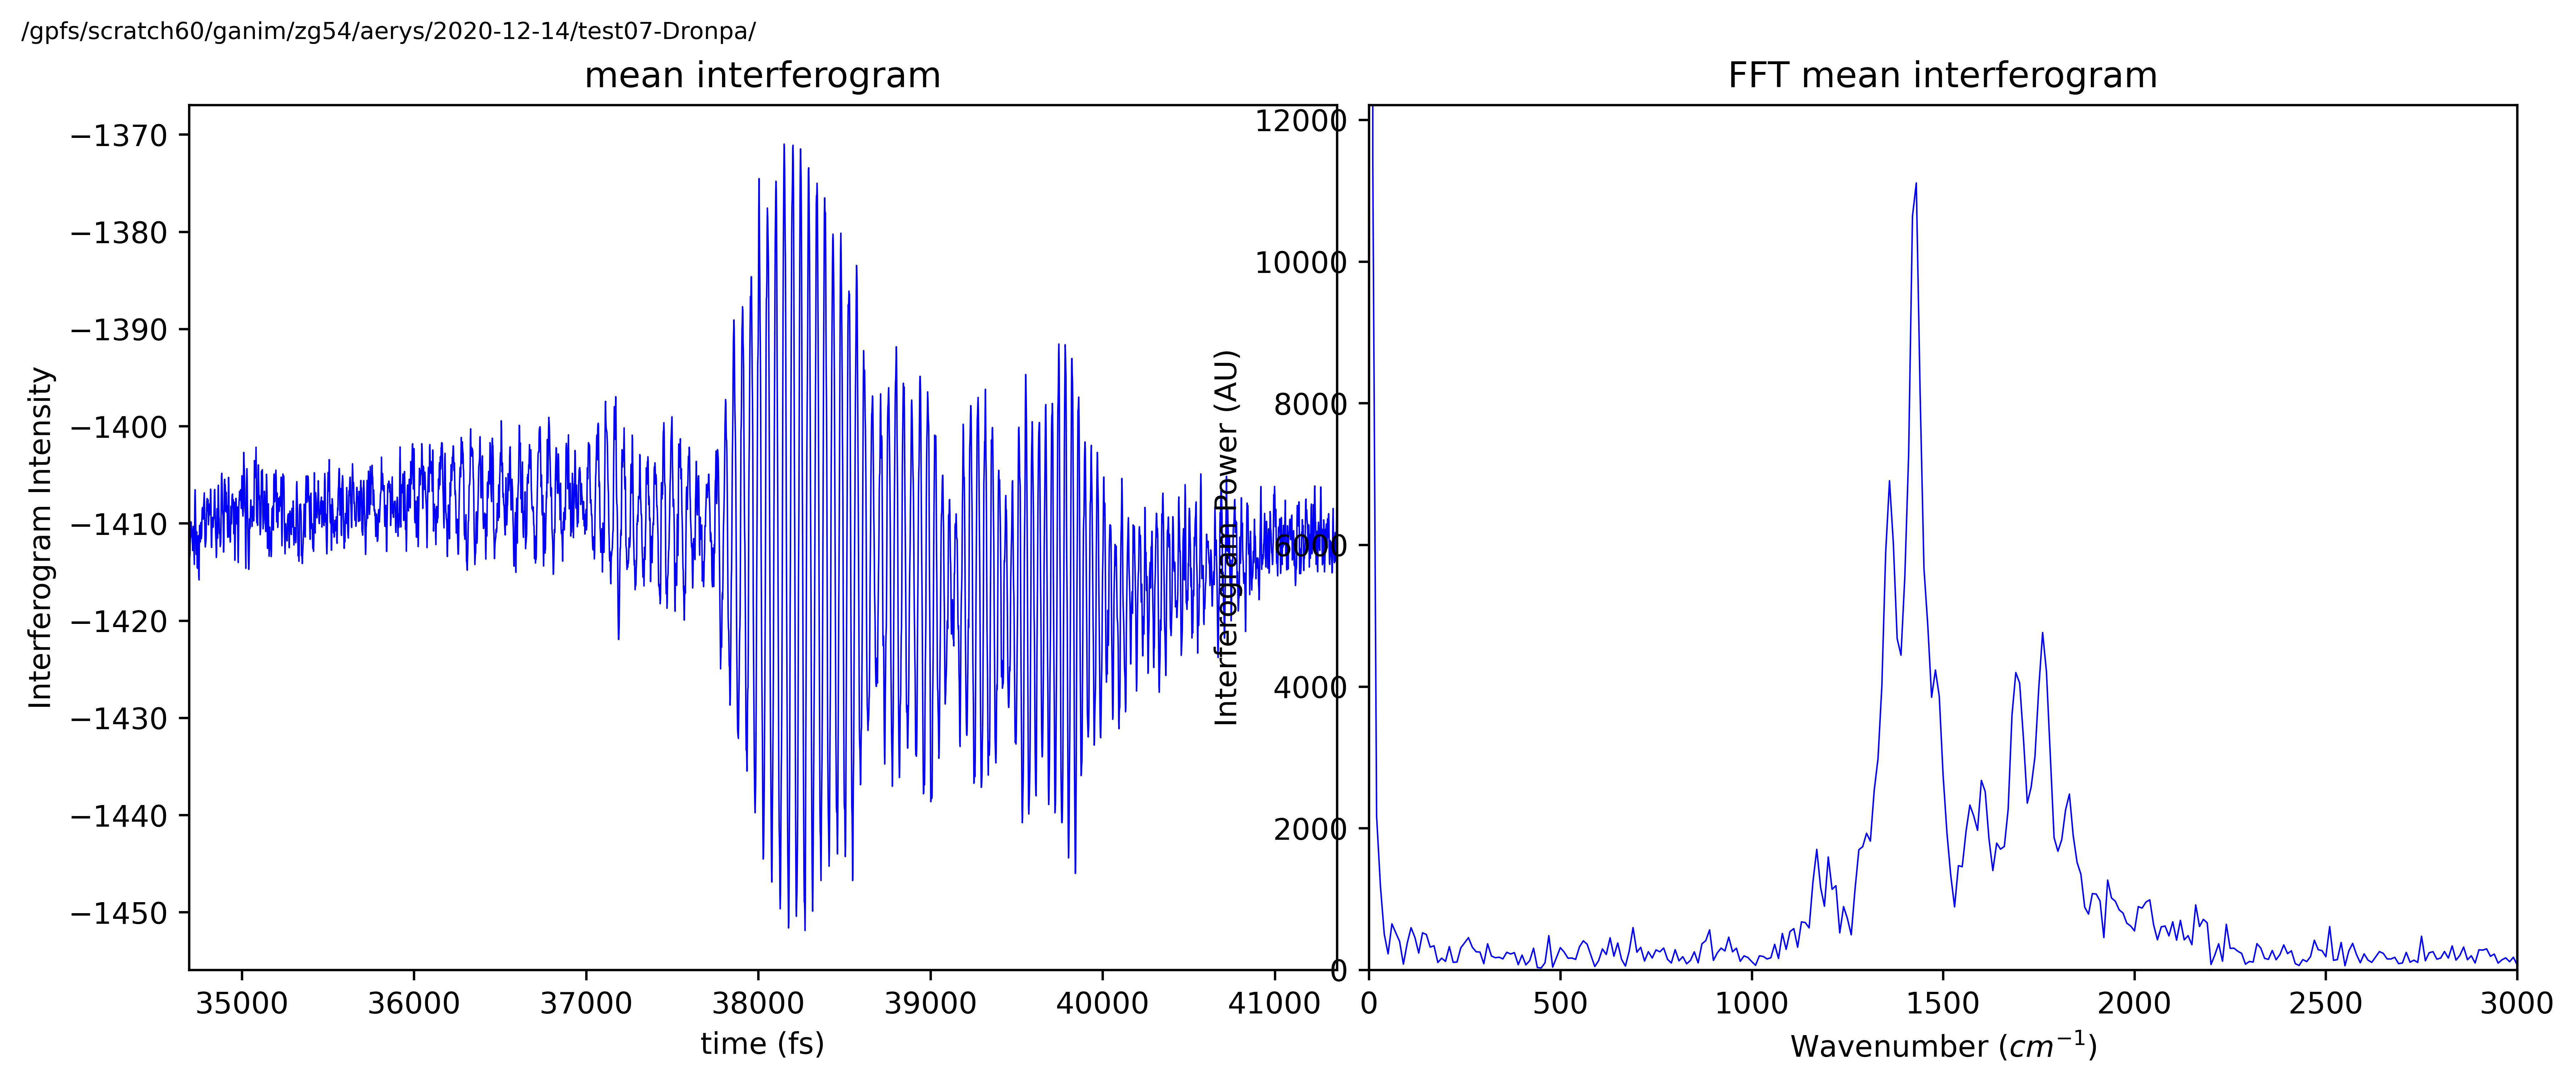 /gpfs/scratch60/ganim/zg54/aerys/2020-12-14/test07-Dronpa/
mean interferogram
−1370
−1380
−1390
−1400
−1410
−1420
−1430
−1440
−1450
Interferogram Intensity
35000 36000 37000 38000 39000 40000 41000
time (fs)
FFT mean interferogram
12000
10000
8000
6000
4000
2000
0
Interferogram Power (AU)
0 500 1000 1500 2000 2500 3000
Wavenumber (cm⁻¹)